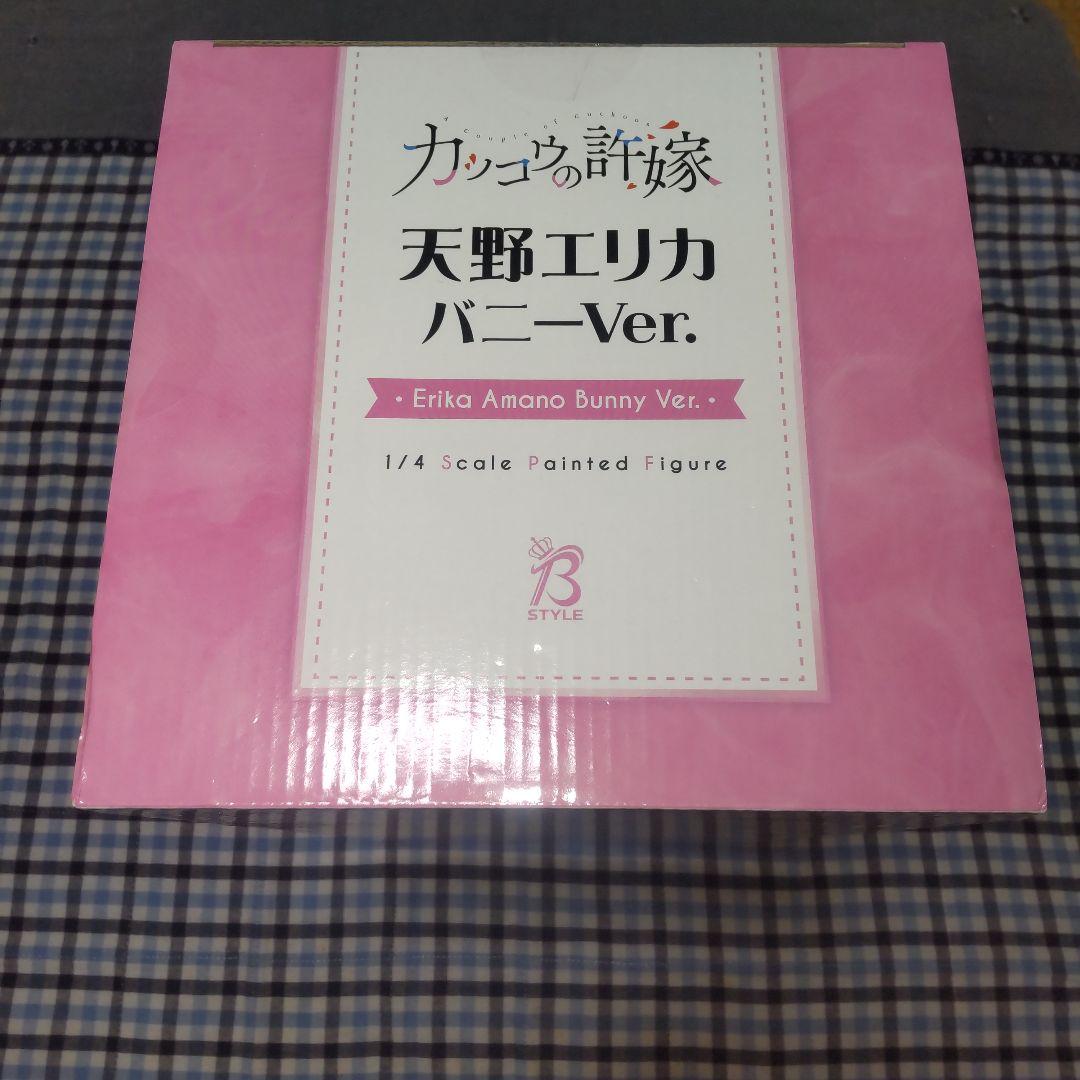 A couple of Cuckoos
カッコウの許嫁
天野エリカ
バニーVer.
・Erika Amano Bunny Ver.・
1/4 Scale Painted Figure
B
STYLE